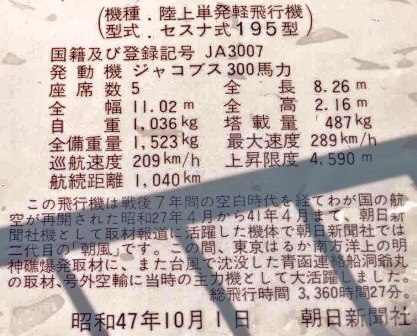 （機種．陸上単発軽飛行機）
（型式．セスナ式195型）
国籍及び登録記号 JA3007
発動機 ジャコブス300馬力
座席数 5 全長 8.26m
全幅 11.02m 全高 2.16m
自重 1,036kg 塔載量 487kg
全備重量 1,523kg 最大速度 289km/h
巡航速度 209km/h 上昇限度 4,590m
航続距離 1,040km
この飛行機は戦後7年間の空白時代を経てわが国の航
空が再開された昭和27年4月から41年4月まで、朝日新
聞社機として取材報道に活躍した機体で朝日新聞社では
二代目の「朝風」です。この間、東京はるか南方洋上の明
神礁爆発取材に、また台風で沈没した青函連絡船洞爺丸
の取材、号外空輸に当時の主力機として大活躍しました。
総飛行時間 3,360時間27分。
昭和47年10月1日 朝日新聞社